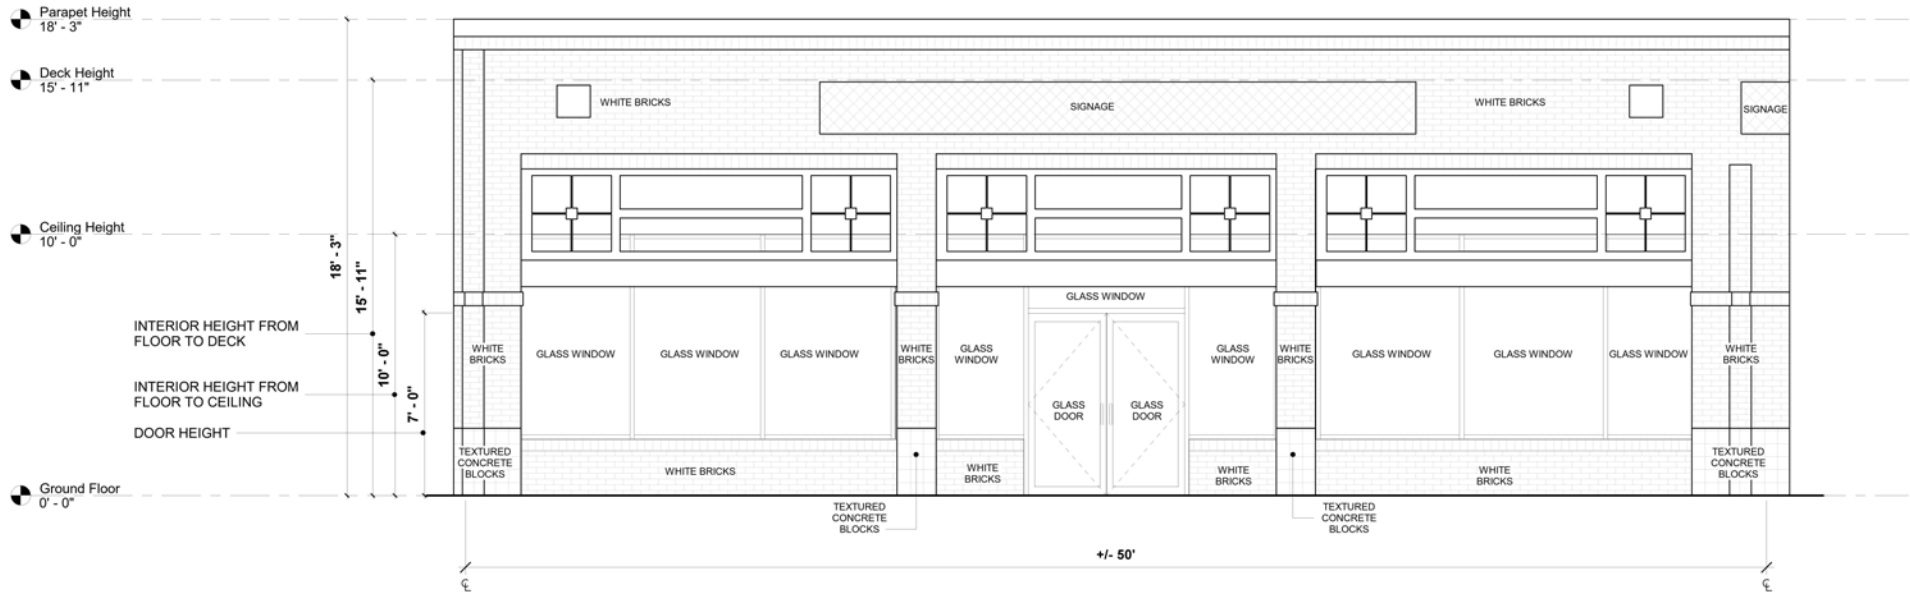 Parapet Height
18' - 3"
Deck Height
15' - 11"
WHITE BRICKS
SIGNAGE
WHITE BRICKS
SIGNAGE
Ceiling Height
10' - 0"
18' - 3"
15' - 11"
10' - 0"
7' - 0"
INTERIOR HEIGHT FROM
FLOOR TO DECK
INTERIOR HEIGHT FROM
FLOOR TO CEILING
DOOR HEIGHT
GLASS WINDOW
WHITE
BRICKS
GLASS WINDOW
GLASS WINDOW
GLASS WINDOW
WHITE
BRICKS
GLASS
WINDOW
GLASS
WINDOW
WHITE
BRICKS
GLASS WINDOW
GLASS WINDOW
GLASS WINDOW
WHITE
BRICKS
GLASS
DOOR
GLASS
DOOR
TEXTURED
CONCRETE
BLOCKS
WHITE BRICKS
WHITE
BRICKS
WHITE
BRICKS
WHITE
BRICKS
TEXTURED
CONCRETE
BLOCKS
Ground Floor
0' - 0"
TEXTURED
CONCRETE
BLOCKS
TEXTURED
CONCRETE
BLOCKS
+/- 50'
℄
℄